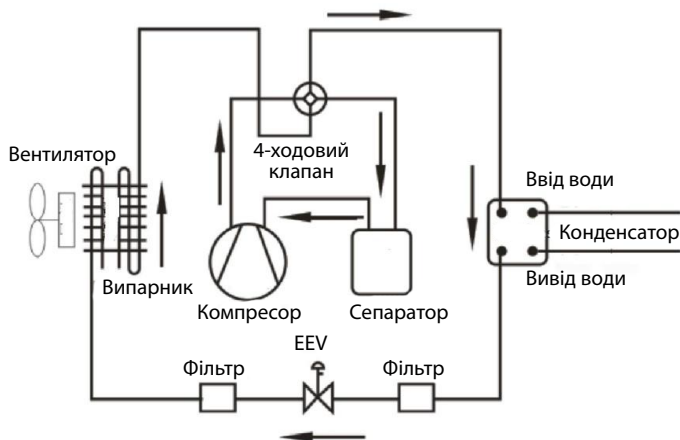 4-ходовий
клапан
Вентилятор
Ввід води
Конденсатор
Випарник
Вивід води
Компресор
Сепаратор
EEV
Фільтр
Фільтр